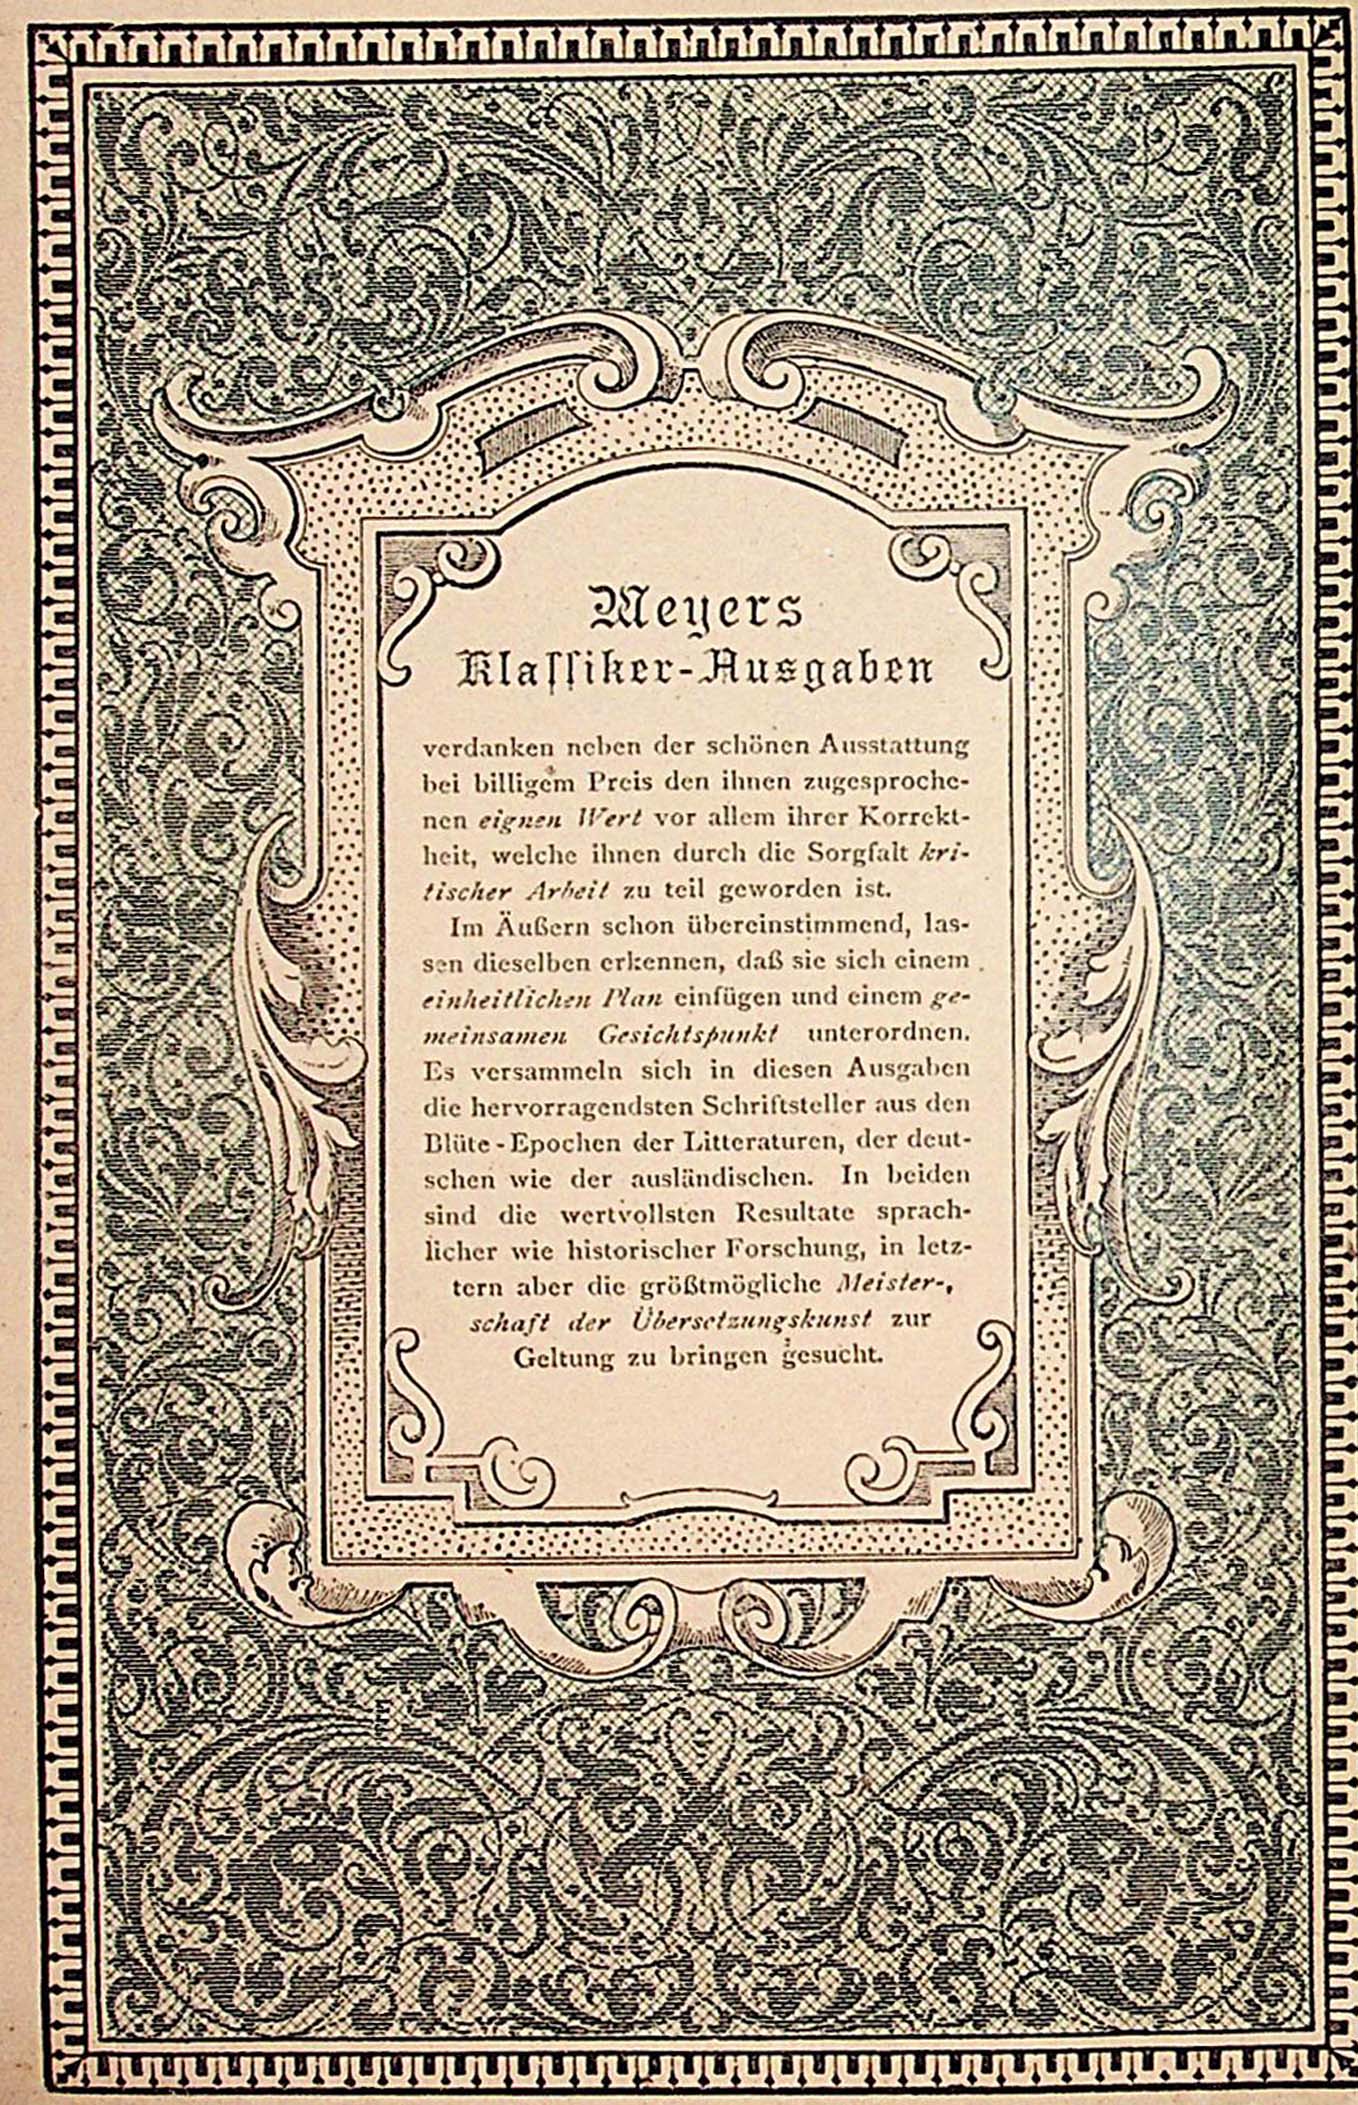 Meyers
Klassiker-Ausgaben
verdanken neben der schönen Ausstattung
bei billigem Preis den ihnen zugesproche-
nen eignen Wert vor allem ihrer Korrekt-
heit, welche ihnen durch die Sorgfalt kri-
tischer Arbeit zu teil geworden ist.
Im Äußern schon übereinstimmend, las-
sen dieselben erkennen, daß sie sich einem
einheitlichen Plan einfügen und einem ge-
meinsamen Gesichtspunkt unterordnen.
Es versammeln sich in diesen Ausgaben
die hervorragendsten Schriftsteller aus den
Blüte-Epochen der Litteraturen, der deut-
schen wie der ausländischen. In beiden
sind die wertvollsten Resultate sprach-
licher wie historischer Forschung, in letz-
tern aber die größtmögliche Meister-
schaft der Übersetzungskunst zur
Geltung zu bringen gesucht.